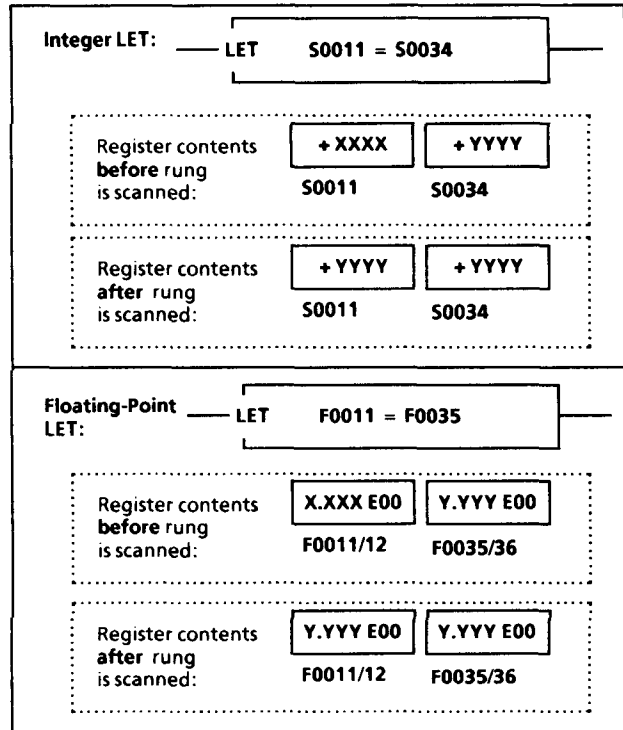 Integer LET:
LET S0011 = S0034
Register contents
before rung
is scanned:
+ XXXX + YYYY
S0011 S0034
Register contents
after rung
is scanned:
+ YYYY + YYYY
S0011 S0034
Floating-Point
LET:
LET F0011 = F0035
Register contents
before rung
is scanned:
X.XXX E00 Y.YYY E00
F0011/12 F0035/36
Register contents
after rung
is scanned:
Y.YYY E00 Y.YYY E00
F0011/12 F0035/36